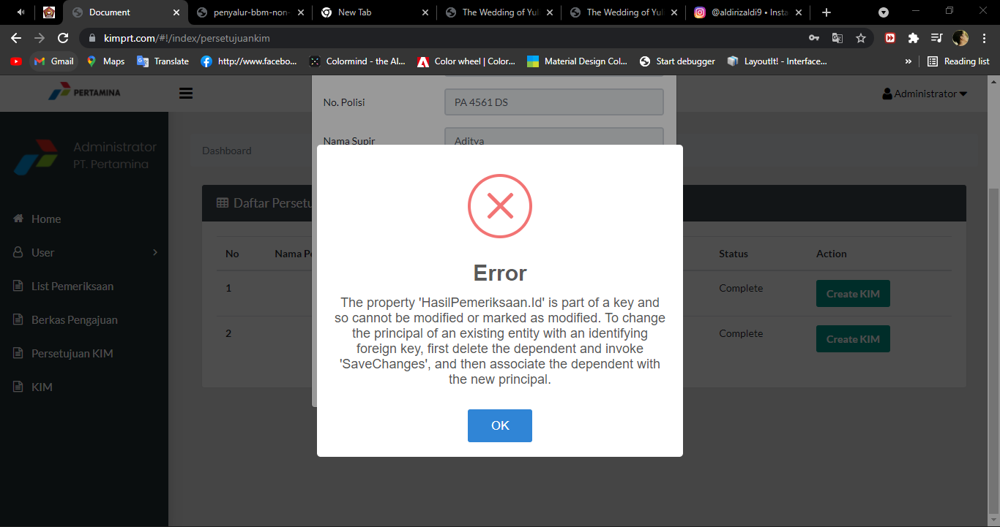 Document
penyalur-bbm-non-
New Tab
The Wedding of Yul
The Wedding of Yul
@aldirizaldi9 • Insta
kimprt.com/#!/index/persetujuankim
Gmail
Maps
Translate
http://www.facebo...
Colormind - the AI...
Color wheel | Color...
Material Design Col...
Start debugger
LayoutIt! - Interface...
»
Reading list
PERTAMINA
Administrator
Administrator
PT. Pertamina
Home
User
List Pemeriksaan
Berkas Pengajuan
Persetujuan KIM
KIM
Dashboard
No. Polisi
PA 4561 DS
Nama Supir
Aditya
Daftar Persetu
No
Nama Pe
Status
Action
1
Complete
Create KIM
2
Complete
Create KIM
Error
The property 'HasilPemeriksaan.Id' is part of a key and
so cannot be modified or marked as modified. To change
the principal of an existing entity with an identifying
foreign key, first delete the dependent and invoke
'SaveChanges', and then associate the dependent with
the new principal.
OK